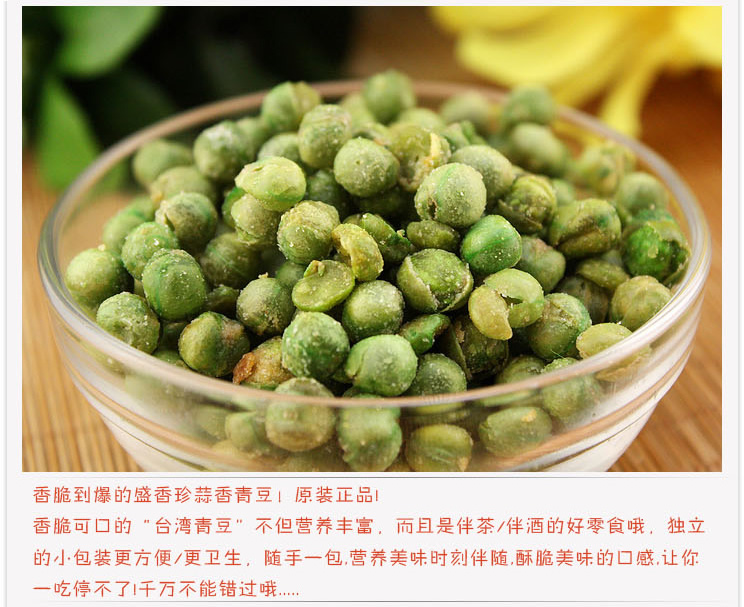 香脆到爆的盛香珍蒜香青豆」原装正品!
香脆可口的“台湾青豆”不但营养丰富，而且是伴茶/伴酒的好零食哦，独立
的小包装更方便/更卫生，随手一包,营养美味时刻伴随,酥脆美味的口感,让你
一吃停不了!千万不能错过哦.....